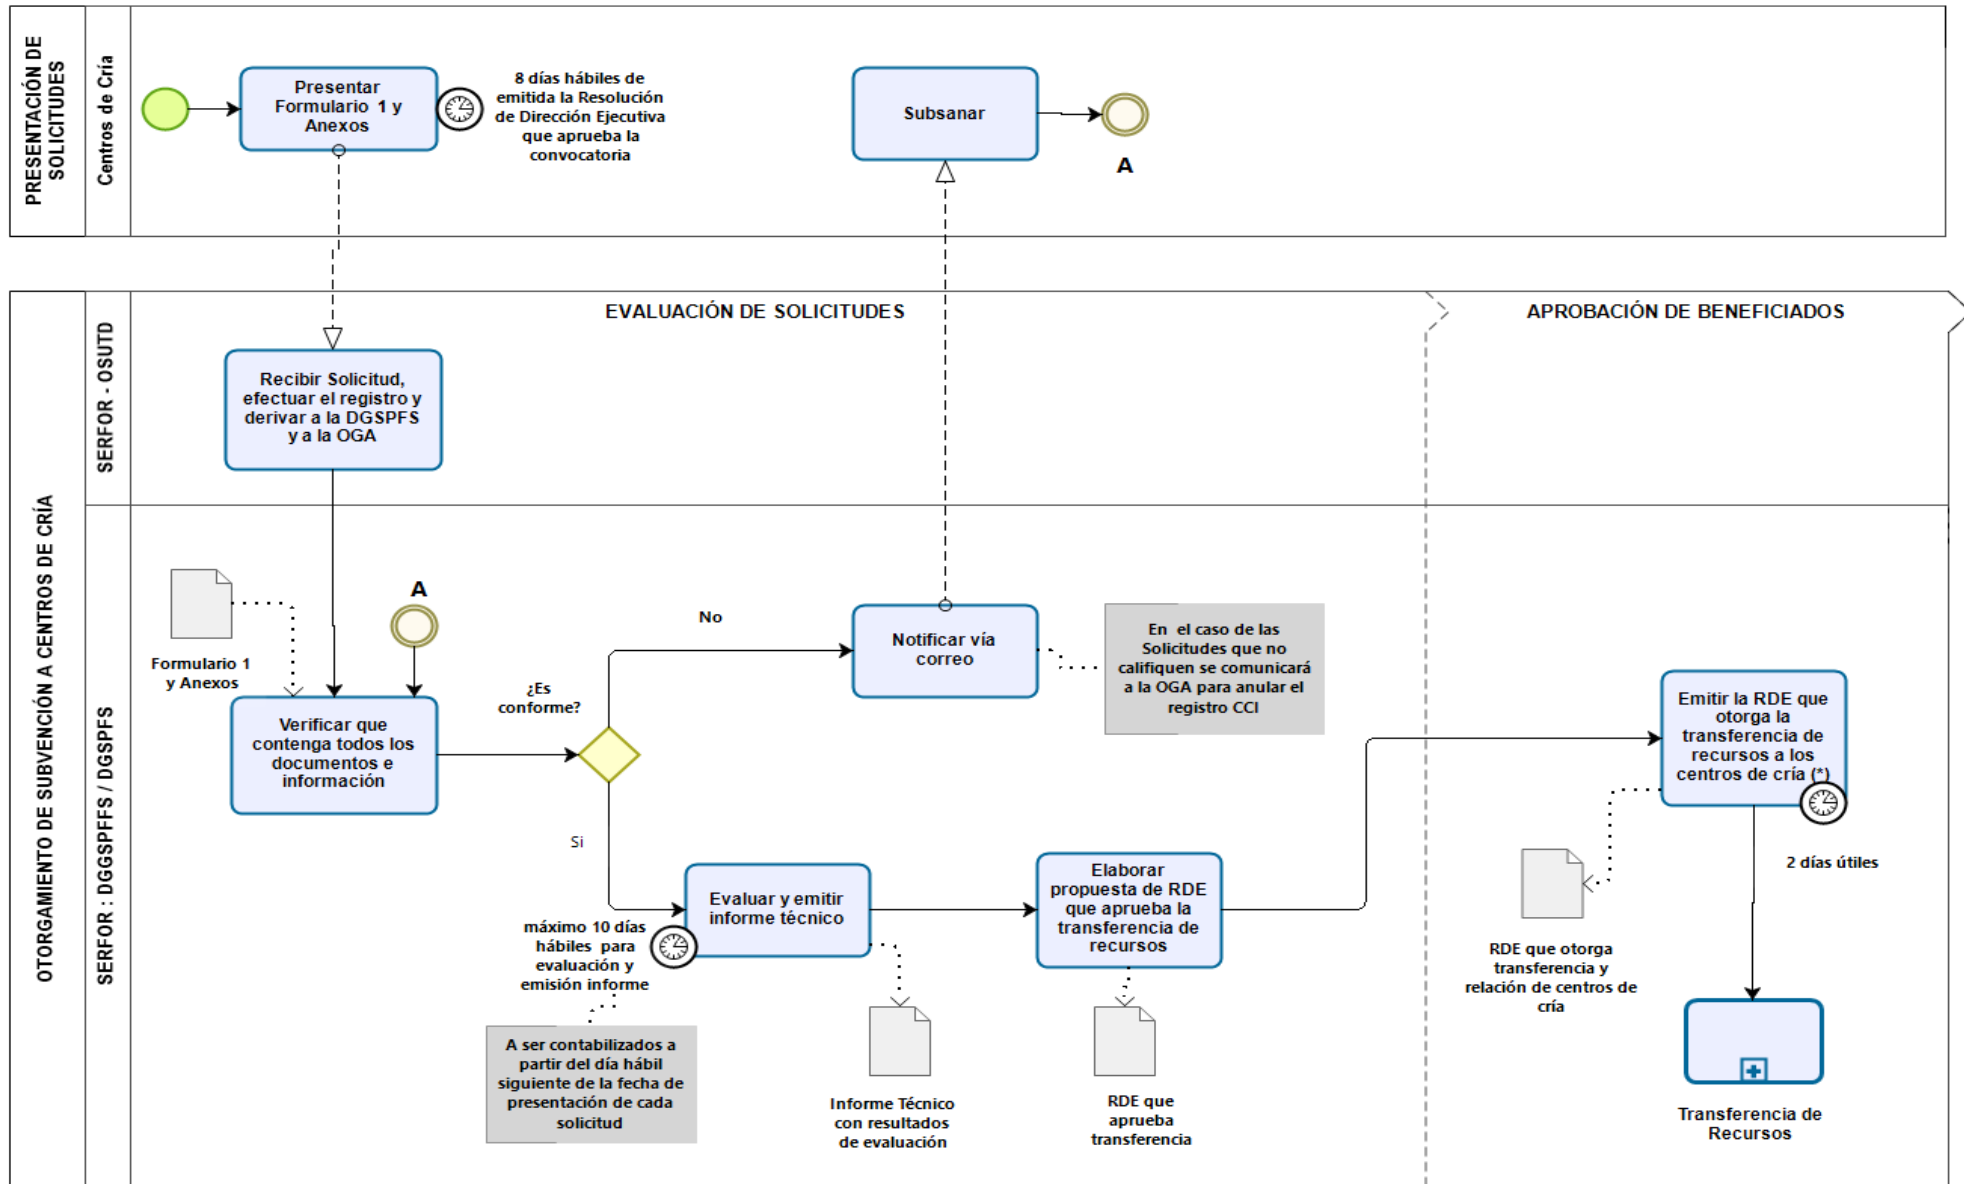 PRESENTACIÓN DE
SOLICITUDES
Centros de Cría
Presentar
Formulario 1 y
Anexos
8 días hábiles de
emitida la Resolución
de Dirección Ejecutiva
que aprueba la
convocatoria
Subsanar
A
OTORGAMIENTO DE SUBVENCIÓN A CENTROS DE CRÍA
SERFOR - OSUTD
EVALUACIÓN DE SOLICITUDES
APROBACIÓN DE BENEFICIADOS
Recibir Solicitud,
efectuar el registro y
derivar a la DGSPFS
y a la OGA
SERFOR : DGGSPFFS / DGSPFS
Formulario 1
y Anexos
A
Verificar que
contenga todos los
documentos e
información
¿Es
conforme?
No
Notificar vía
correo
En el caso de las
Solicitudes que no
califiquen se comunicará
a la OGA para anular el
registro CCI
Si
Evaluar y emitir
informe técnico
máximo 10 días
hábiles para
evaluación y
emisión informe
A ser contabilizados a
partir del día hábil
siguiente de la fecha de
presentación de cada
solicitud
Informe Técnico
con resultados
de evaluación
Elaborar
propuesta de RDE
que aprueba la
transferencia de
recursos
RDE que
aprueba
transferencia
Emitir la RDE que
otorga la
transferencia de
recursos a los
centros de cría (*)
2 días útiles
RDE que otorga
transferencia y
relación de centros de
cría
Transferencia de
Recursos